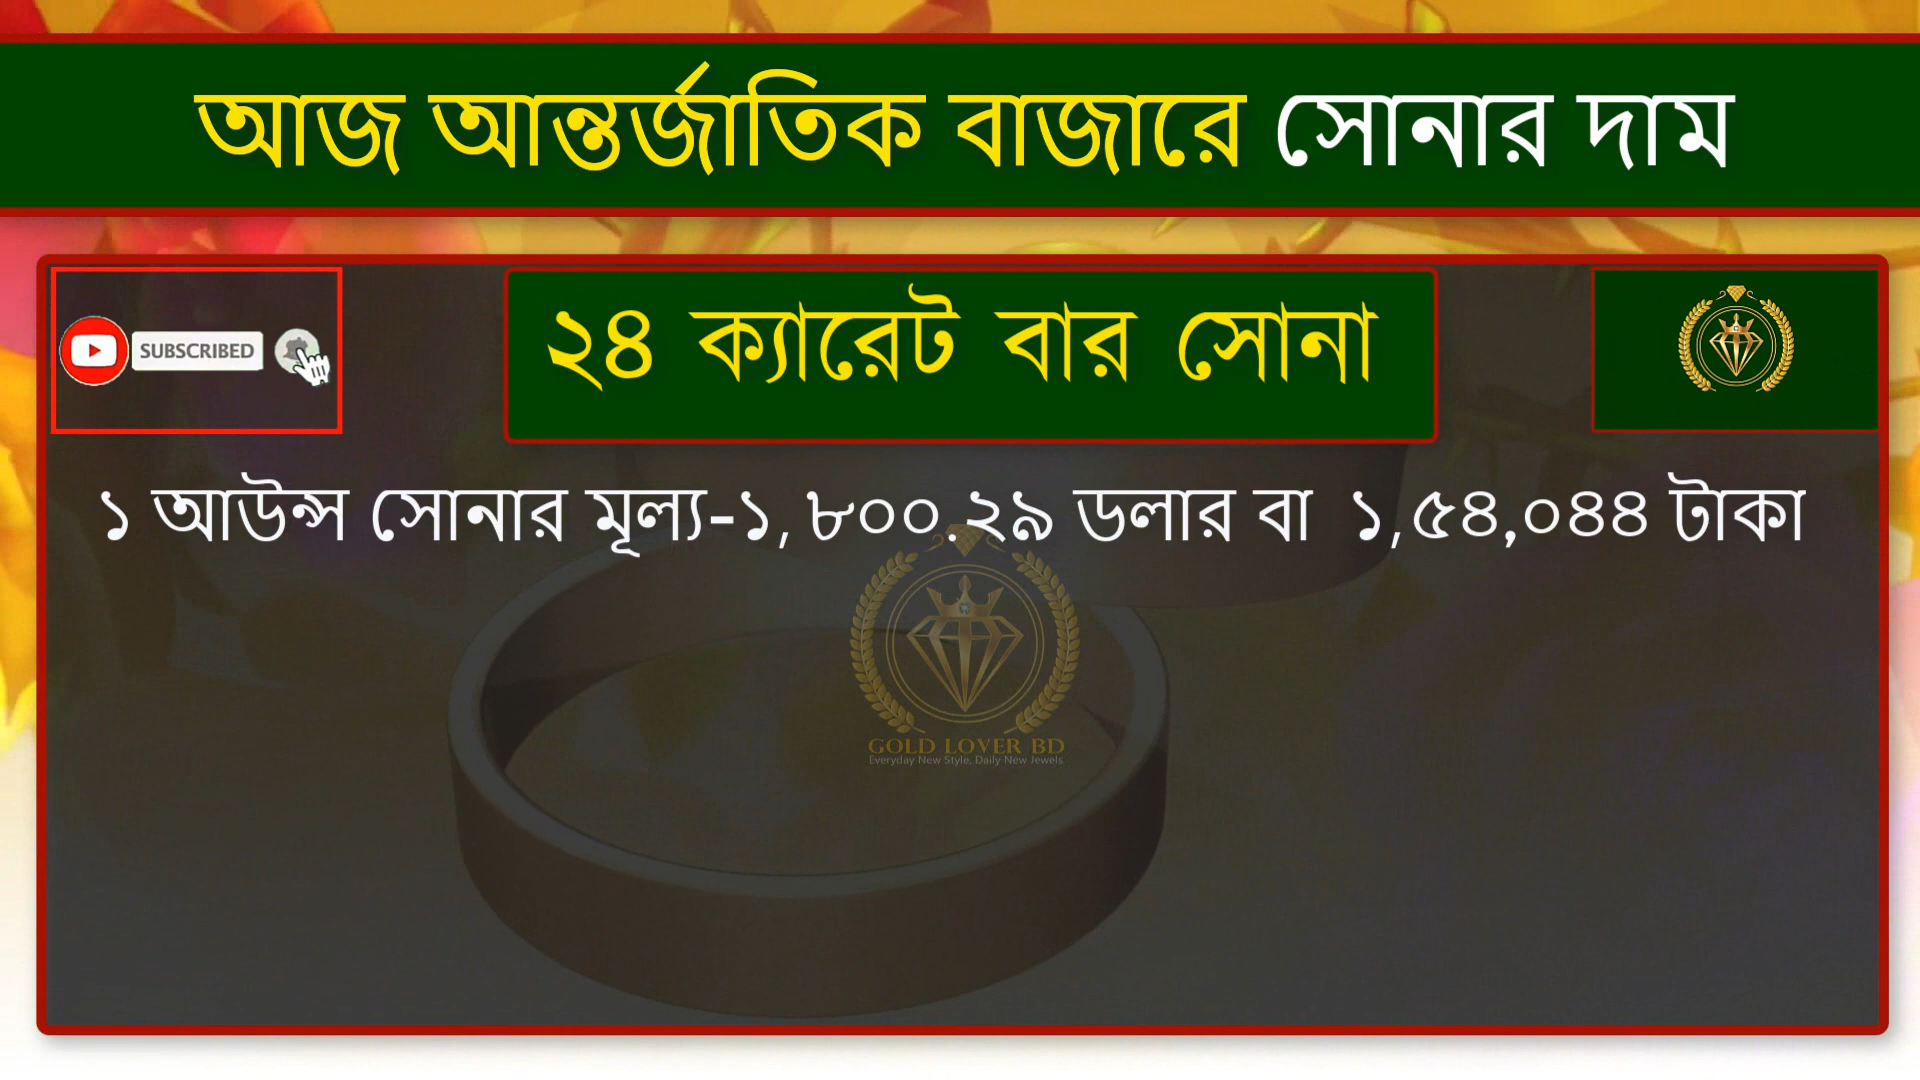 আজ আন্তর্জাতিক বাজারে সোনার দাম
SUBSCRIBED
২৪ ক্যারেট বার সোনা
১ আউন্স সোনার মূল্য-১,৮০০.২৯ ডলার বা ১,৫৪,০৪৪ টাকা
GOLD LOVER BD
Everyday New Style, Daily New Jewels